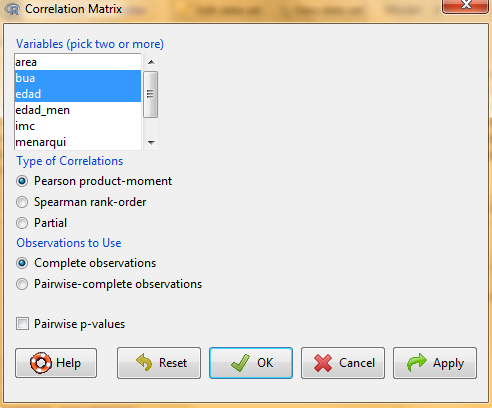 Correlation Matrix
Variables (pick two or more)
area
bua
edad
edad_men
imc
menarqui
Type of Correlations
Pearson product-moment
Spearman rank-order
Partial
Observations to Use
Complete observations
Pairwise-complete observations
Pairwise p-values
Help
Reset
OK
Cancel
Apply